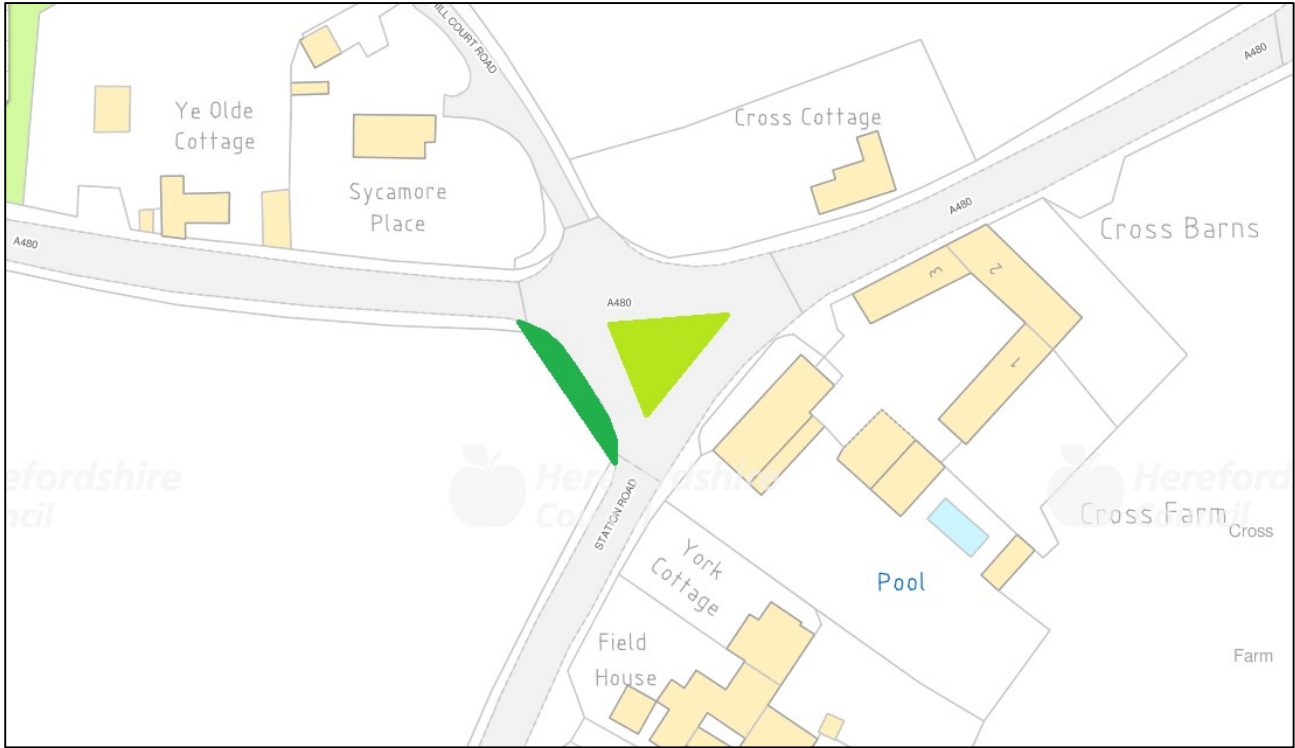 HILL COURT ROAD
A480
Ye Olde
Cottage
Cross Cottage
Sycamore
Place
A480
Cross Barns
A480
A480
3
2
1
Herefordshire
Council
Hereford
Council
Cross Farm
Cross
STATION ROAD
York
Cottage
Pool
Field
House
Farm